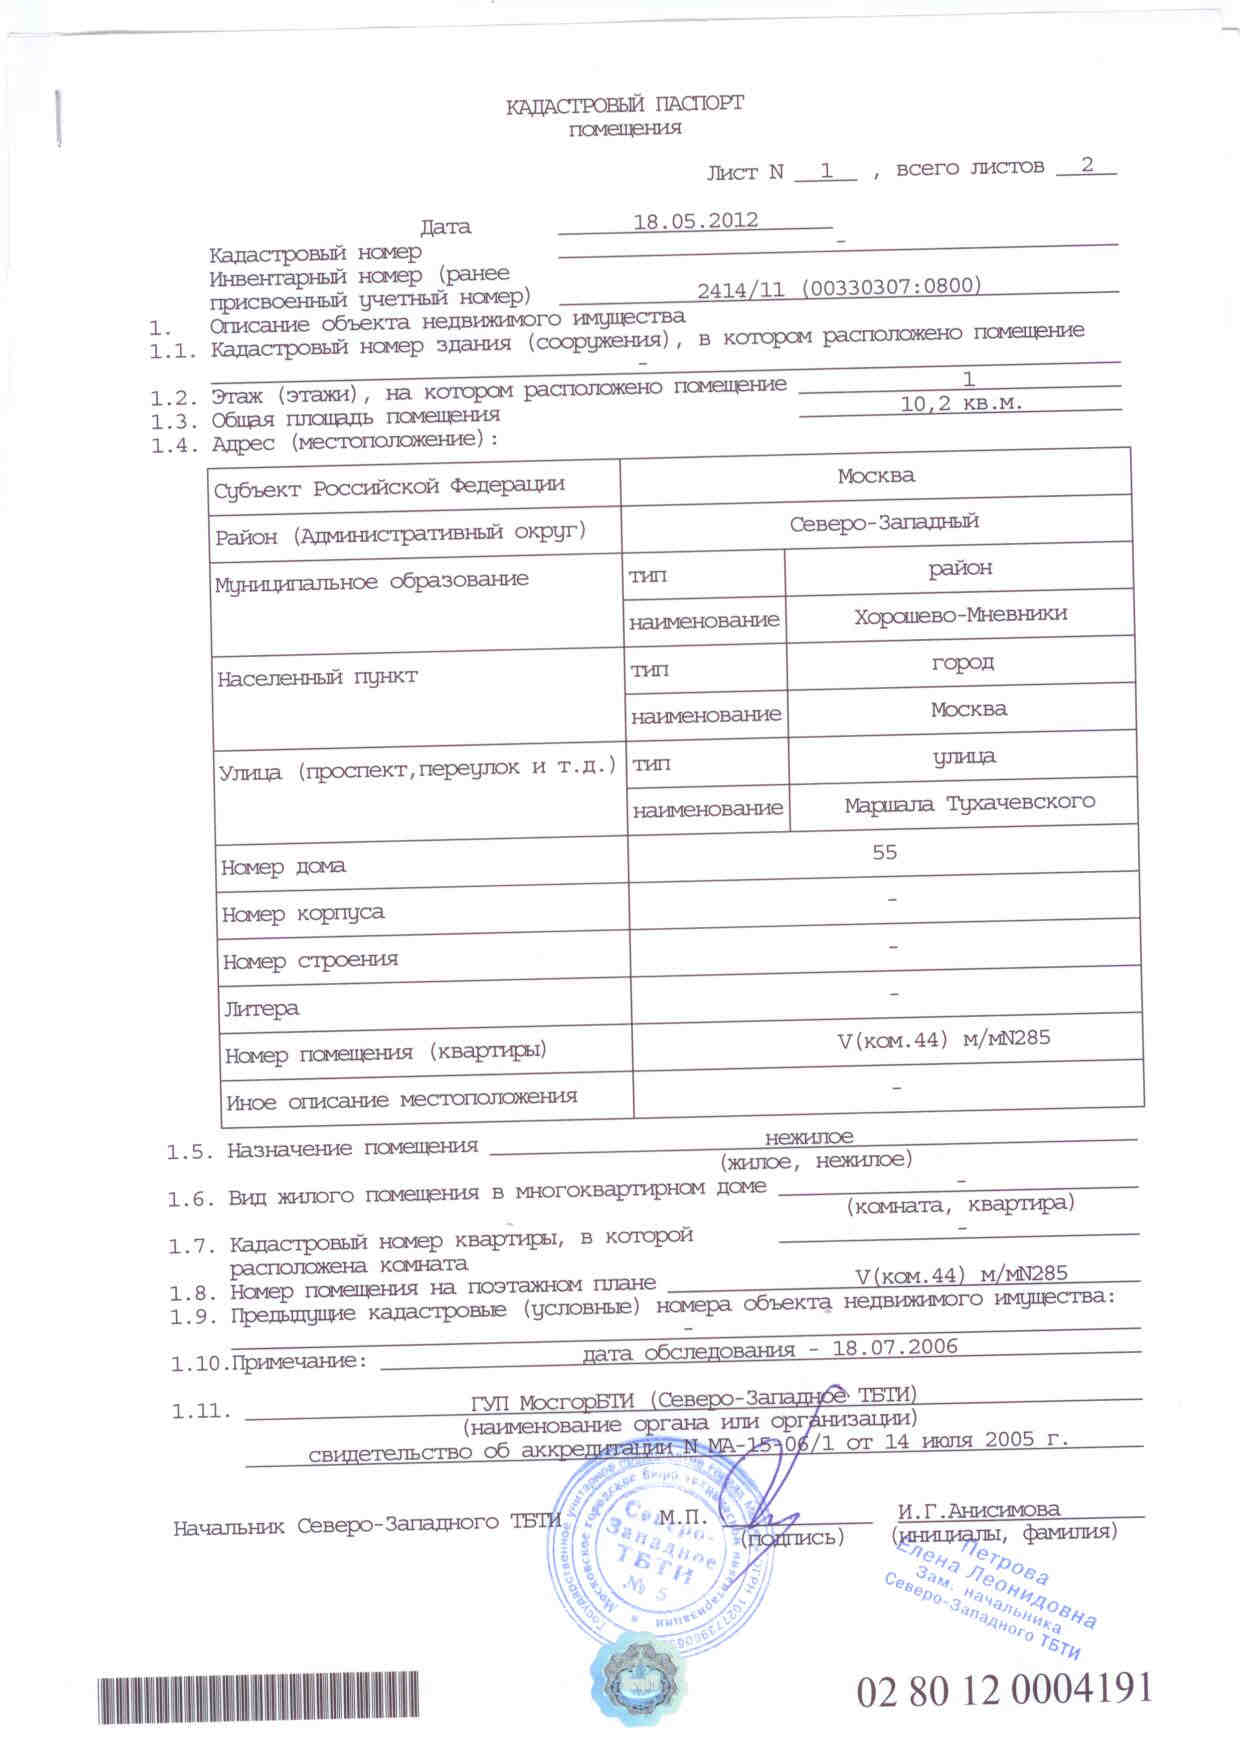 КАДАСТРОВЫЙ ПАСПОРТ
помещения
Лист N 1 , всего листов 2
Дата 18.05.2012
Кадастровый номер -
Инвентарный номер (ранее
присвоенный учетный номер) 2414/11 (00330307:0800)
1. Описание объекта недвижимого имущества
1.1. Кадастровый номер здания (сооружения), в котором расположено помещение
-
1.2. Этаж (этажи), на котором расположено помещение 1
1.3. Общая площадь помещения 10,2 кв.м.
1.4. Адрес (местоположение):
Субъект Российской Федерации Москва
Район (Административный округ) Северо-Западный
Муниципальное образование тип район
наименование Хорошево-Мневники
Населенный пункт тип город
наименование Москва
Улица (проспект,переулок и т.д.) тип улица
наименование Маршала Тухачевского
Номер дома 55
Номер корпуса -
Номер строения -
Литера -
Номер помещения (квартиры) V(ком.44) м/мN285
Иное описание местоположения -
1.5. Назначение помещения нежилое
(жилое, нежилое)
1.6. Вид жилого помещения в многоквартирном доме -
(комната, квартира)
1.7. Кадастровый номер квартиры, в которой -
расположена комната
1.8. Номер помещения на поэтажном плане V(ком.44) м/мN285
1.9. Предыдущие кадастровые (условные) номера объекта недвижимого имущества:
-
1.10.Примечание: дата обследования - 18.07.2006
1.11. ГУП МосгорБТИ (Северо-Западное ТБТИ)
(наименование органа или организации)
свидетельство об аккредитации N МА-15-06/1 от 14 июля 2005 г.
Начальник Северо-Западного ТБТИ М.П. И.Г.Анисимова
(подпись) (инициалы, фамилия)
Северо-
Западное
ТБТИ
№ 5
Петрова
Елена Леонидовна
Зам. начальника
Северо-Западного ТБТИ
02 80 12 0004191